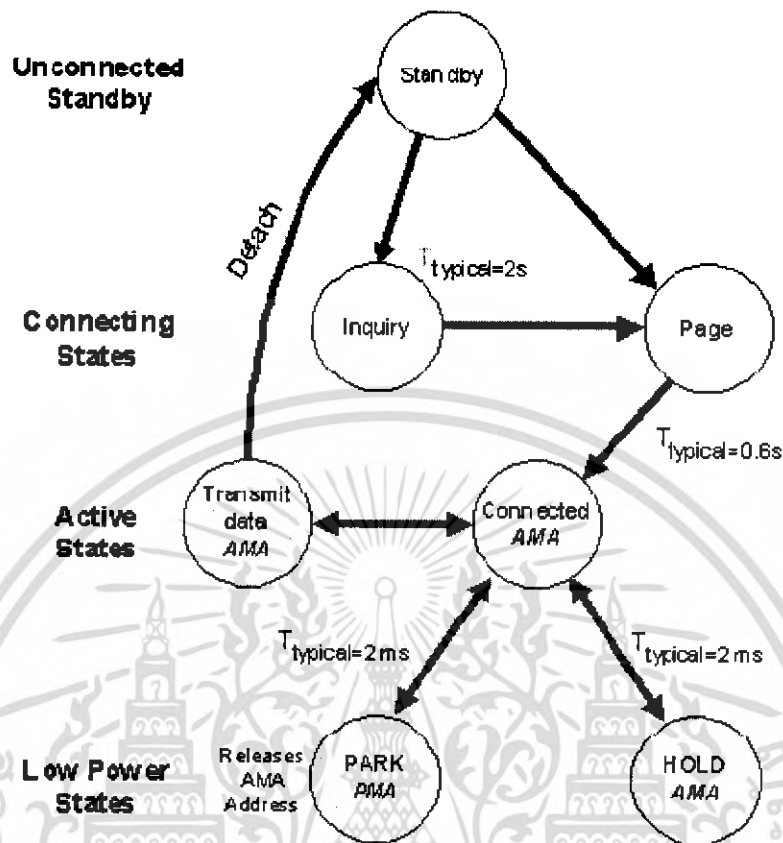 Unconnected
Standby
Standby
Detach
T typical=2s
Connecting
States
Inquiry
Page
T typical=0.6s
Active
States
Transmit
data
AMA
Connected
AMA
T typical=2ms
T typical=2ms
Low Power
States
Releases
AMA
Address
PARK
PMA
HOLD
AMA